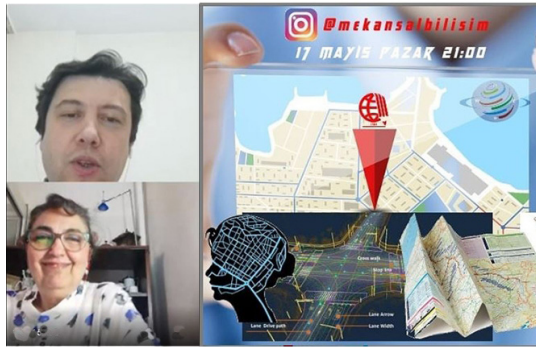 @mekansalbilisim
17 MAYIS PAZAR 21:00
Cross walk
Stop line
Lane Arrow
Lane Drive path
Lane Width